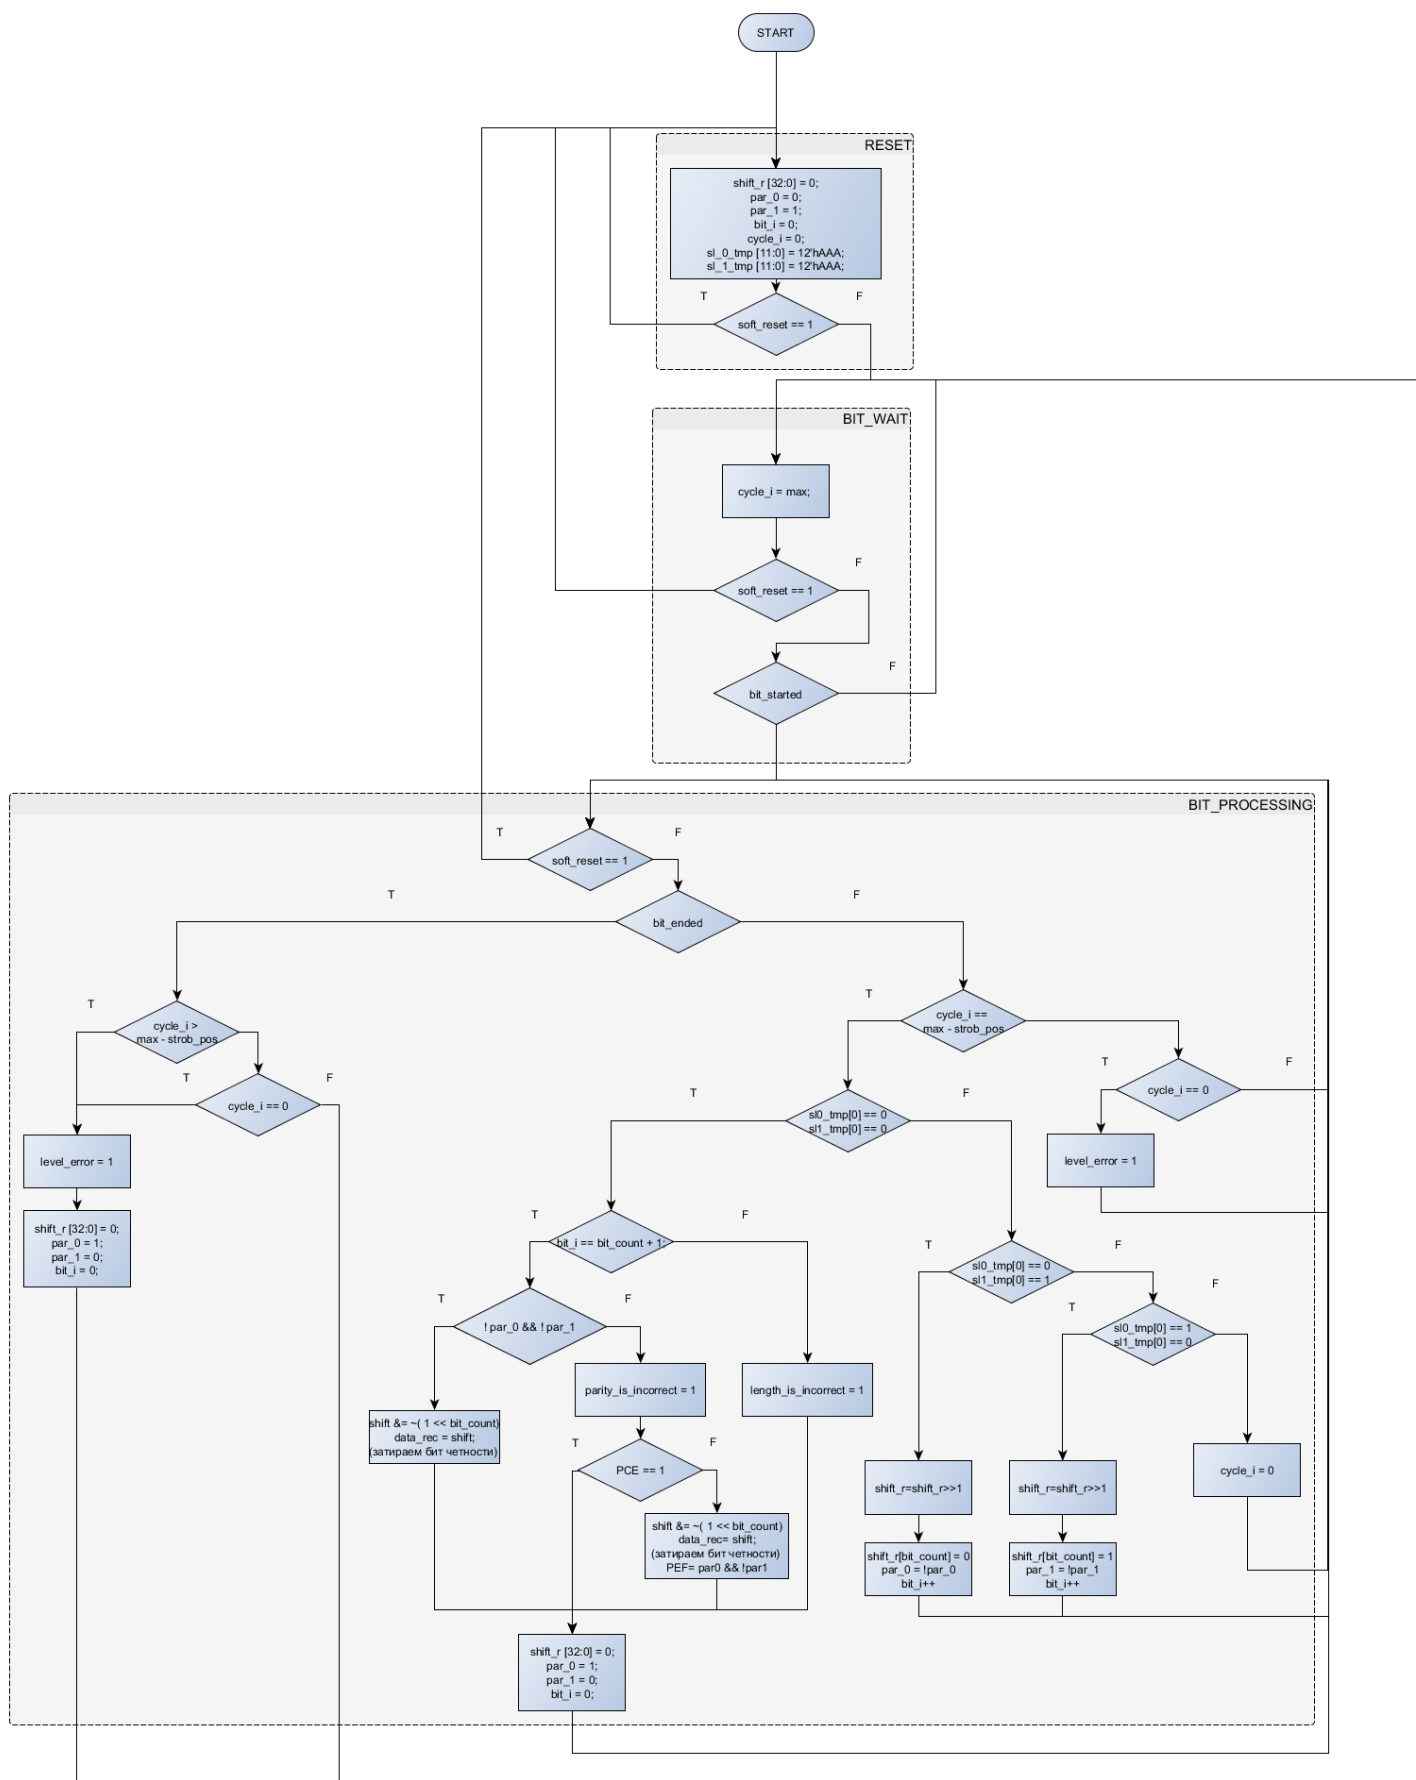 START
RESET
shift_r [32:0] = 0;
par_0 = 0;
par_1 = 1;
bit_i = 0;
cycle_i = 0;
sl_0_tmp [11:0] = 12'hAAA;
sl_1_tmp [11:0] = 12'hAAA;
T
F
soft_reset == 1
BIT_WAIT
cycle_i = max;
F
soft_reset == 1
F
bit_started
BIT_PROCESSING
T
F
soft_reset == 1
T
F
bit_ended
T
cycle_i >
max - strob_pos
T
F
cycle_i == 0
level_error = 1
shift_r [32:0] = 0;
par_0 = 1;
par_1 = 0;
bit_i = 0;
T
cycle_i ==
max - strob_pos
T
F
cycle_i == 0
level_error = 1
T
F
sl0_tmp[0] == 0
sl1_tmp[0] == 0
T
F
bit_i == bit_count + 1;
T
F
! par_0 && ! par_1
parity_is_incorrect = 1
length_is_incorrect = 1
shift &= ~( 1 << bit_count)
data_rec = shift;
(затираем бит четности)
T
F
PCE == 1
shift &= ~( 1 << bit_count)
data_rec= shift;
(затираем бит четности)
PEF= par0 && !par1
shift_r [32:0] = 0;
par_0 = 1;
par_1 = 0;
bit_i = 0;
T
F
sl0_tmp[0] == 0
sl1_tmp[0] == 1
T
F
sl0_tmp[0] == 1
sl1_tmp[0] == 0
shift_r=shift_r>>1
shift_r[bit_count] = 0
par_0 = !par_0
bit_i++
shift_r=shift_r>>1
shift_r[bit_count] = 1
par_1 = !par_1
bit_i++
cycle_i = 0